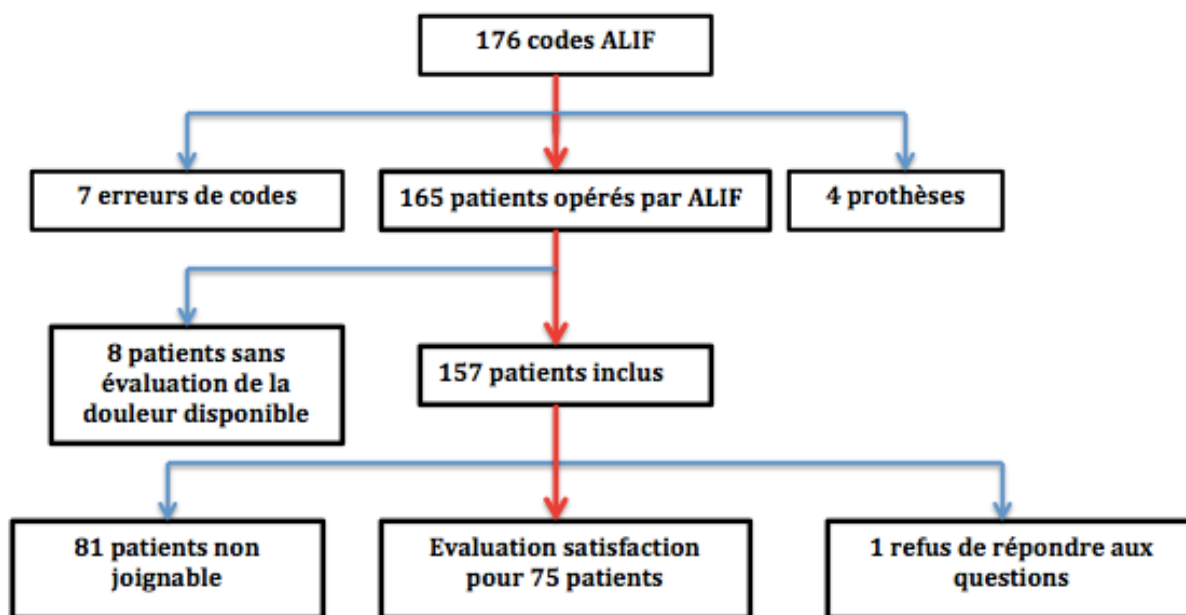 176 codes ALIF
7 erreurs de codes
165 patients opérés par ALIF
4 prothèses
8 patients sans
évaluation de la
douleur disponible
157 patients inclus
81 patients non
joignable
Evaluation satisfaction
pour 75 patients
1 refus de répondre aux
questions